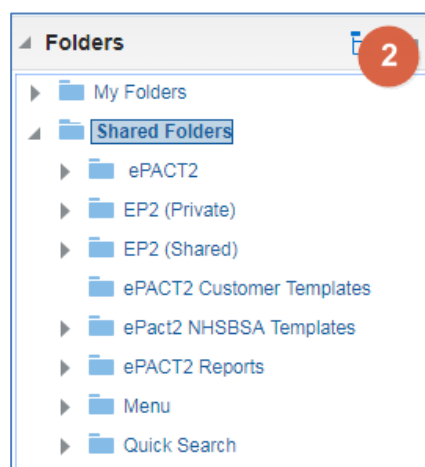 Folders
2
My Folders
Shared Folders
ePACT2
EP2 (Private)
EP2 (Shared)
ePACT2 Customer Templates
ePact2 NHSBSA Templates
ePACT2 Reports
Menu
Quick Search